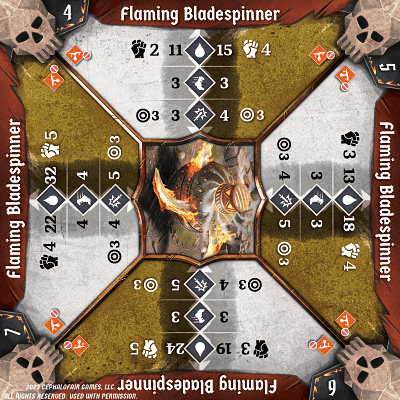 4
Flaming Bladespinner
2 11 15 4
3 3
3 3 4 3
5
Flaming Bladespinner
3 13 18 4
3 3
3 4 5 3
6
Flaming Bladespinner
3 19 24 5
3 3
3 3 5 3
7
Flaming Bladespinner
4 22 32 5
4 4
3 4 5 3
2023 CEPHALOFAIR GAMES, LLC.
ALL RIGHTS RESERVED. USED WITH PERMISSION.